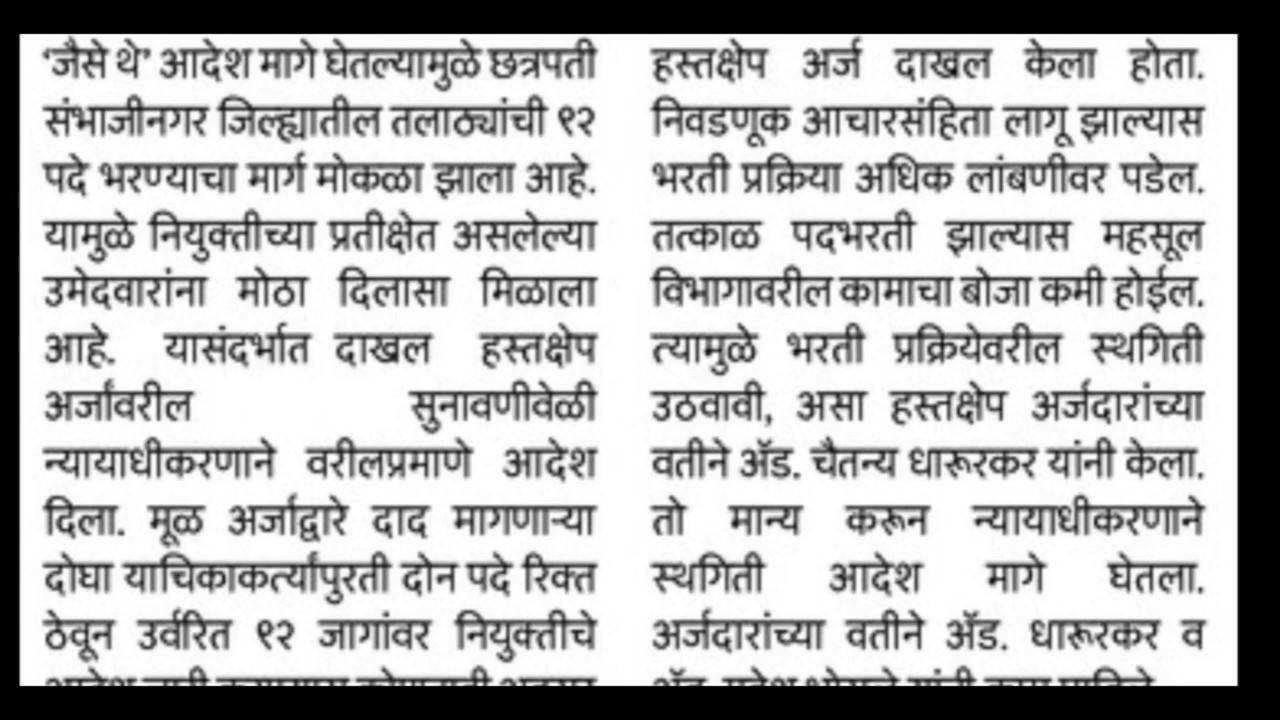 ‘जैसे थे’ आदेश मागे घेतल्यामुळे छत्रपती
संभाजीनगर जिल्ह्यातील तलाठ्यांची ९२
पदे भरण्याचा मार्ग मोकळा झाला आहे.
यामुळे नियुक्तीच्या प्रतीक्षेत असलेल्या
उमेदवारांना मोठा दिलासा मिळाला
आहे. यासंदर्भात दाखल हस्तक्षेप
अर्जांवरील सुनावणीवेळी
न्यायाधीकरणाने वरीलप्रमाणे आदेश
दिला. मूळ अर्जाद्वारे दाद मागणाऱ्या
दोघा याचिकाकर्त्यांपुरती दोन पदे रिक्त
ठेवून उर्वरित ९२ जागांवर नियुक्तीचे
हस्तक्षेप अर्ज दाखल केला होता.
निवडणूक आचारसंहिता लागू झाल्यास
भरती प्रक्रिया अधिक लांबणीवर पडेल.
तत्काळ पदभरती झाल्यास महसूल
विभागावरील कामाचा बोजा कमी होईल.
त्यामुळे भरती प्रक्रियेवरील स्थगिती
उठवावी, असा हस्तक्षेप अर्जदारांच्या
वतीने ॲड. चैतन्य धारूरकर यांनी केला.
तो मान्य करून न्यायाधीकरणाने
स्थगिती आदेश मागे घेतला.
अर्जदारांच्या वतीने ॲड. धारूरकर व